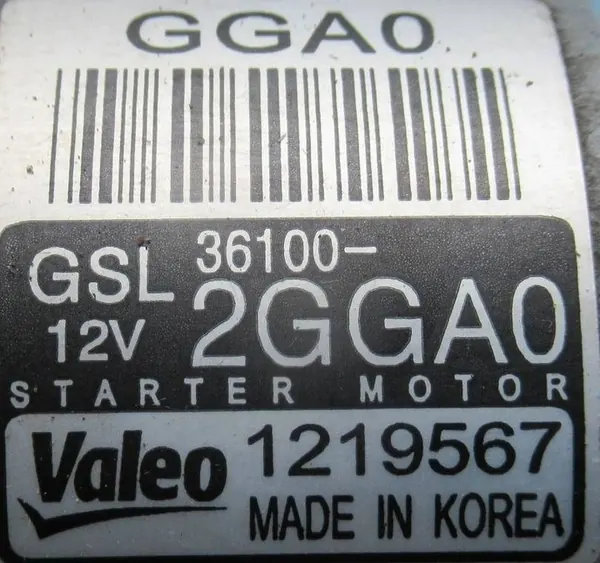 GGA0
GSL 36100-
12V 2GGA0
STARTER MOTOR
Valeo 1219567
MADE IN KOREA